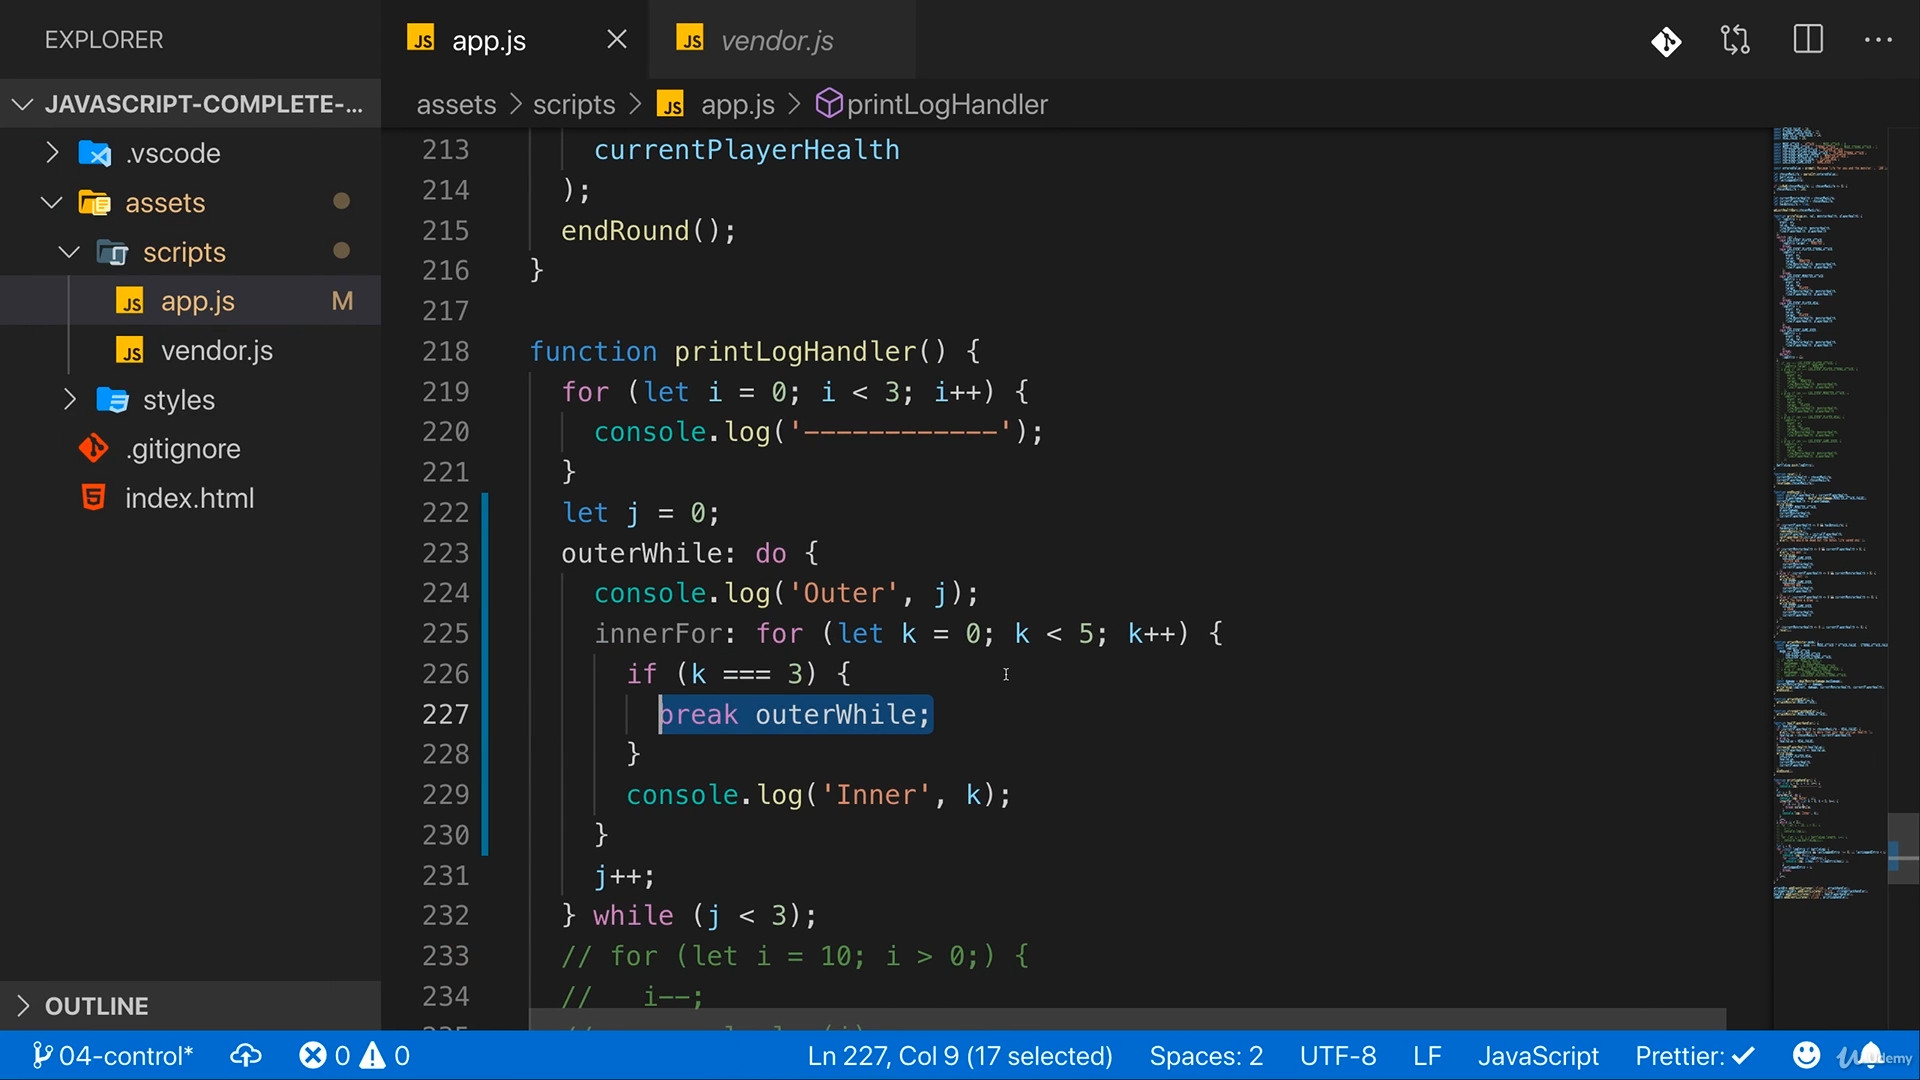 EXPLORER
JS app.js
JS vendor.js
JAVASCRIPT-COMPLETE-...
assets > scripts > JS app.js > printLogHandler
.vscode
assets
scripts
JS app.js M
JS vendor.js
styles
.gitignore
index.html
213 currentPlayerHealth
214 );
215 endRound();
216 }
217
218 function printLogHandler() {
219 for (let i = 0; i < 3; i++) {
220 console.log('------------');
221 }
222 let j = 0;
223 outerWhile: do {
224 console.log('Outer', j);
225 innerFor: for (let k = 0; k < 5; k++) {
226 if (k === 3) {
227 break outerWhile;
228 }
229 console.log('Inner', k);
230 }
231 j++;
232 } while (j < 3);
233 // for (let i = 10; i > 0;) {
234 // i--;
OUTLINE
04-control* 0 0 Ln 227, Col 9 (17 selected) Spaces: 2 UTF-8 LF JavaScript Prettier: ✓
Udemy